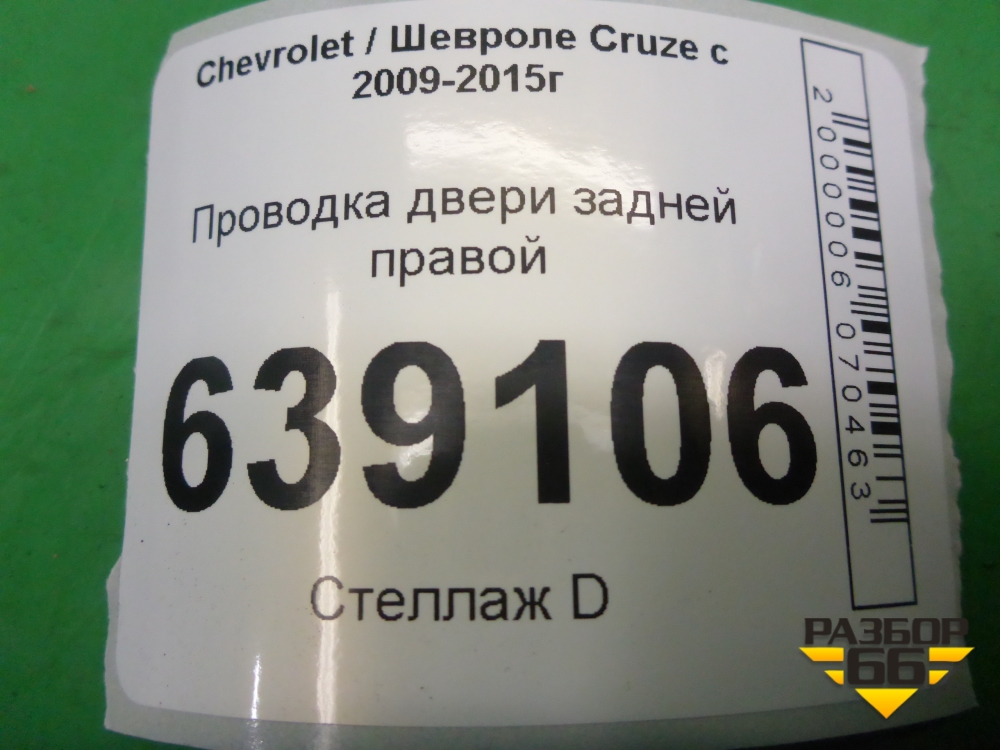 Chevrolet / Шевроле Cruze с
2009-2015г
Проводка двери задней
правой
639106
Стеллаж D
2000006070463
РАЗБОР
66